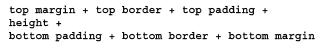 top margin + top border + top padding +
height +
bottom padding + bottom border + bottom margin